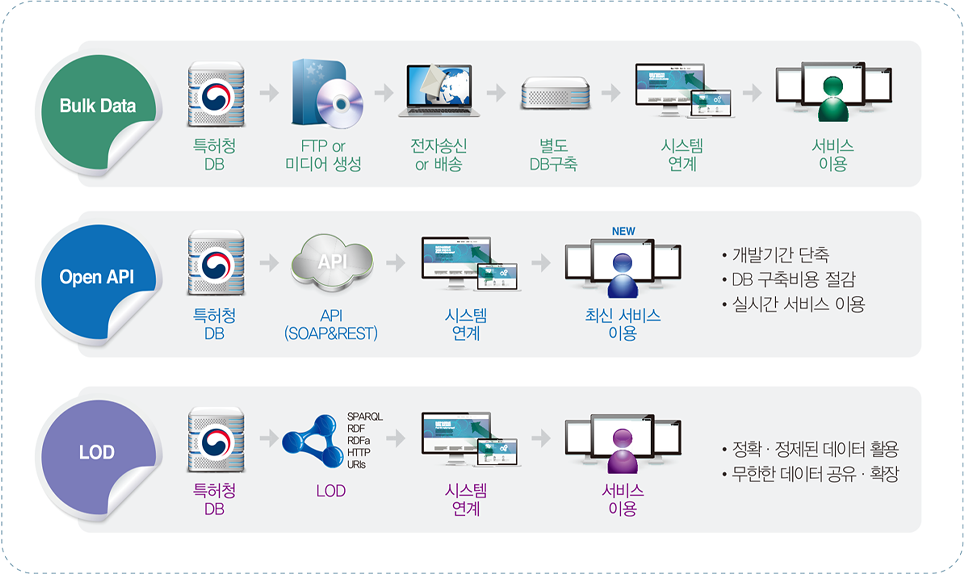 Bulk Data
특허청
DB
FTP or
미디어 생성
전자송신
or 배송
별도
DB구축
시스템
연계
서비스
이용
Open API
특허청
DB
API
API
(SOAP&REST)
시스템
연계
NEW
최신 서비스
이용
• 개발기간 단축
• DB 구축비용 절감
• 실시간 서비스 이용
LOD
특허청
DB
SPARQL
RDF
RDFa
HTTP
URIs
LOD
시스템
연계
서비스
이용
• 정확 · 정제된 데이터 활용
• 무한한 데이터 공유 · 확장